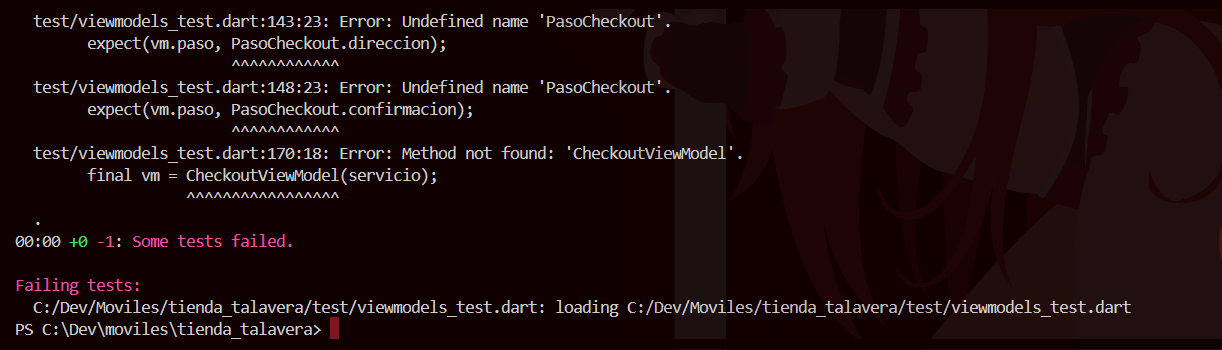 test/viewmodels_test.dart:143:23: Error: Undefined name 'PasoCheckout'.
expect(vm.paso, PasoCheckout.direccion);
^^^^^^^^^^^^
test/viewmodels_test.dart:148:23: Error: Undefined name 'PasoCheckout'.
expect(vm.paso, PasoCheckout.confirmacion);
^^^^^^^^^^^^
test/viewmodels_test.dart:170:18: Error: Method not found: 'CheckoutViewModel'.
final vm = CheckoutViewModel(servicio);
^^^^^^^^^^^^^^^^^
.
00:00 +0 -1: Some tests failed.
Failing tests:
C:/Dev/Moviles/tienda_talavera/test/viewmodels_test.dart: loading C:/Dev/Moviles/tienda_talavera/test/viewmodels_test.dart
PS C:\Dev\moviles\tienda_talavera>